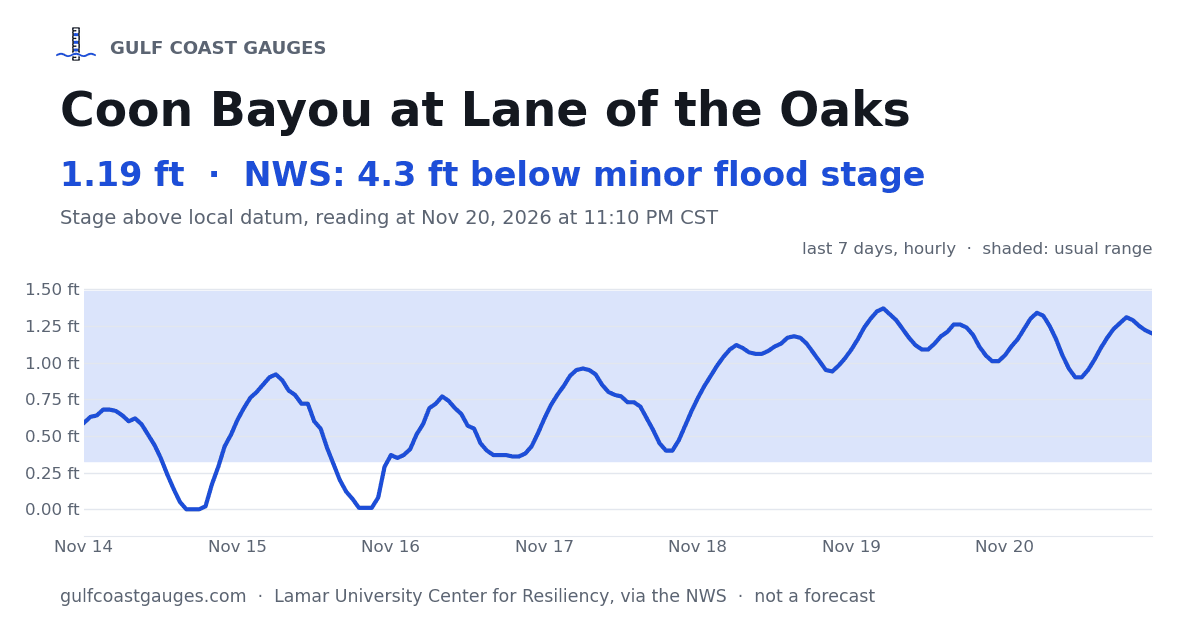 GULF COAST GAUGES
Coon Bayou at Lane of the Oaks
1.19 ft · NWS: 4.3 ft below minor flood stage
Stage above local datum, reading at Nov 20, 2026 at 11:10 PM CST
last 7 days, hourly · shaded: usual range
1.50 ft
1.25 ft
1.00 ft
0.75 ft
0.50 ft
0.25 ft
0.00 ft
Nov 14 Nov 15 Nov 16 Nov 17 Nov 18 Nov 19 Nov 20
gulfcoastgauges.com · Lamar University Center for Resiliency, via the NWS · not a forecast